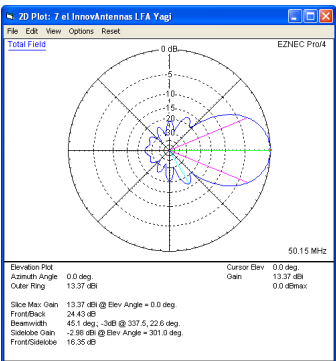 2D Plot: 7 el InnovAntennas LFA Yagi
File Edit View Options Reset
Total Field
EZNEC Pro/4
0 dB
-5
-10
-15
-20
-30
50.15 MHz
Elevation Plot
Cursor Elev 0.0 deg.
Azimuth Angle 0.0 deg.
Gain 13.37 dBi
Outer Ring 13.37 dBi
0.0 dBmax
Slice Max Gain 13.37 dBi @ Elev Angle = 0.0 deg.
Front/Back 24.43 dB
Beamwidth 45.1 deg.; -3dB @ 337.5, 22.6 deg.
Sidelobe Gain -2.98 dBi @ Elev Angle = 301.0 deg.
Front/Sidelobe 16.35 dB